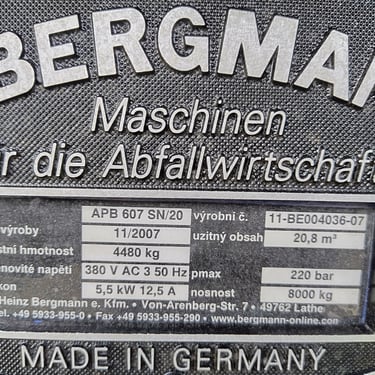 BERGMAN
Maschinen
r die Abfallwirtschaft
APB 607 SN/20 výrobní č. 11-BE004036-07
výroby 11/2007 užitný obsah 20,8 m³
stní hmotnost 4480 kg
enovité napětí 380 V AC 3 50 Hz pmax 220 bar
kon 5,5 kW 12,5 A nosnost 8000 kg
Heinz Bergmann e. Kfm. • Von-Arenberg-Str. 7 • 49762 Lathe
el. +49 5933-955-0 • Fax +49 5933-955-290 • www.bergmann-online.com
MADE IN GERMANY